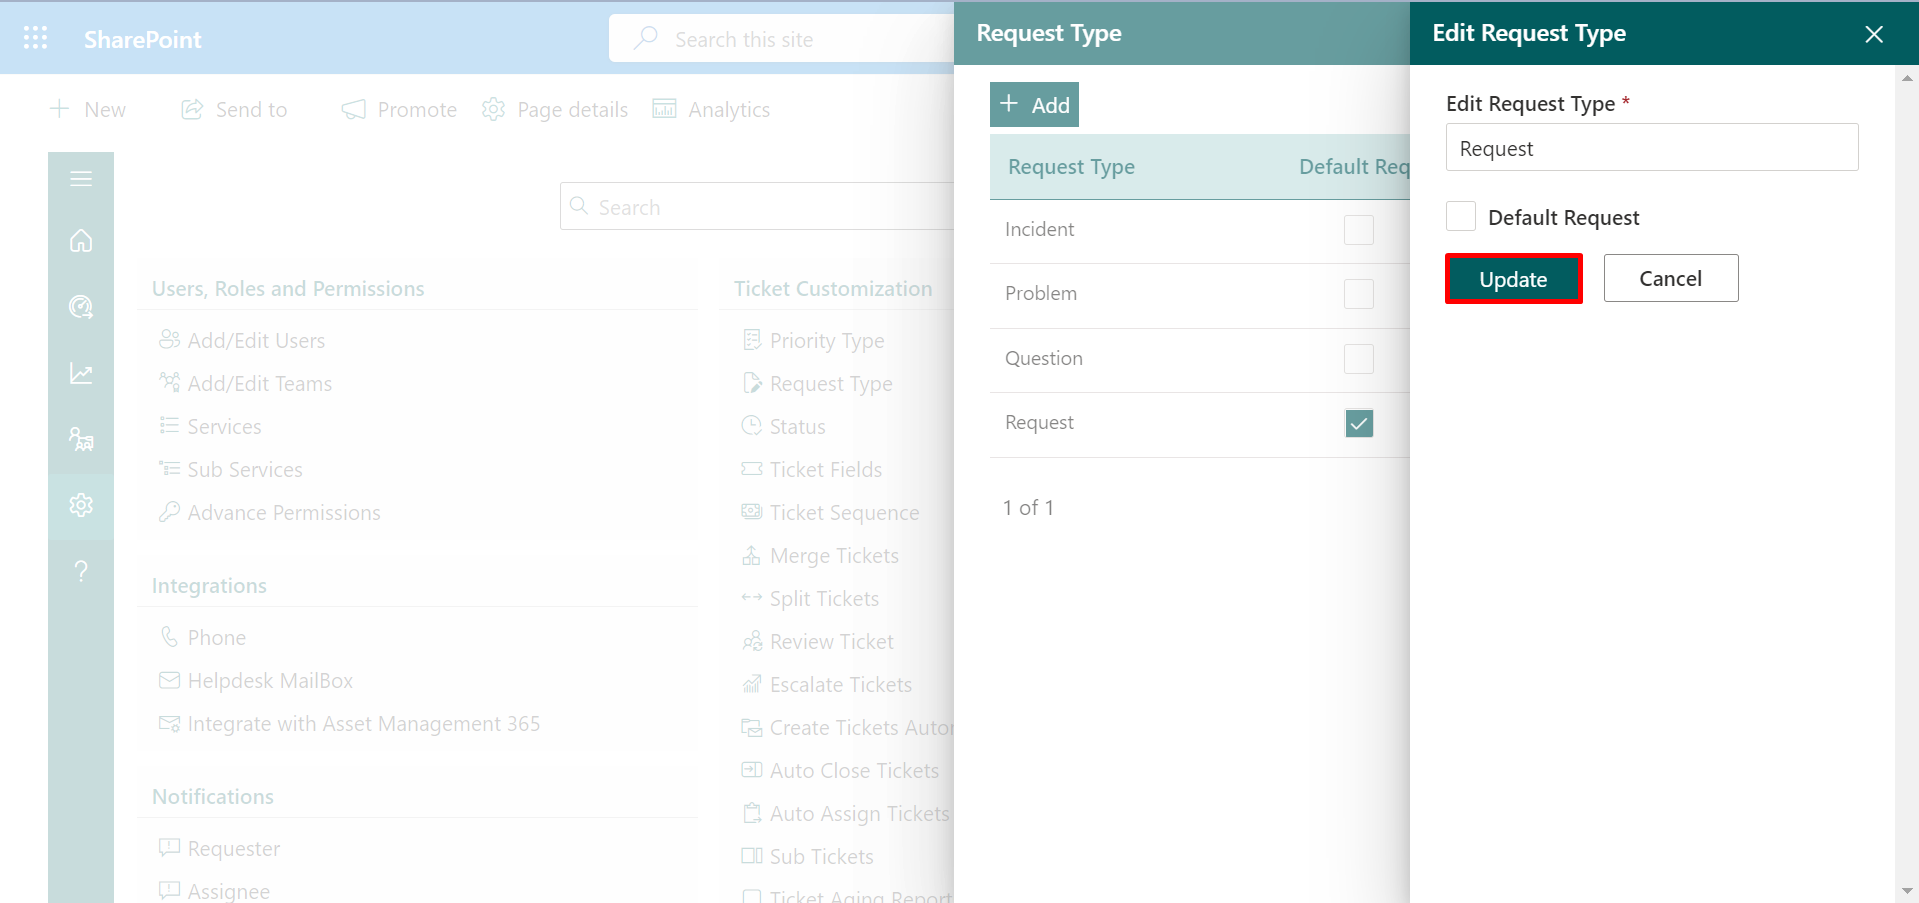 SharePoint
Search this site
New
Send to
Promote
Page details
Analytics
Search
Users, Roles and Permissions
Add/Edit Users
Add/Edit Teams
Services
Sub Services
Advance Permissions
Integrations
Phone
Helpdesk MailBox
Integrate with Asset Management 365
Notifications
Requester
Assignee
Ticket Customization
Priority Type
Request Type
Status
Ticket Fields
Ticket Sequence
Merge Tickets
Split Tickets
Review Ticket
Escalate Tickets
Create Tickets Auto
Auto Close Tickets
Auto Assign Tickets
Sub Tickets
Ticket Aging Report
Request Type
+ Add
Request Type Default Req
Incident
Problem
Question
Request
1 of 1
Edit Request Type
Edit Request Type *
Request
Default Request
Update Cancel